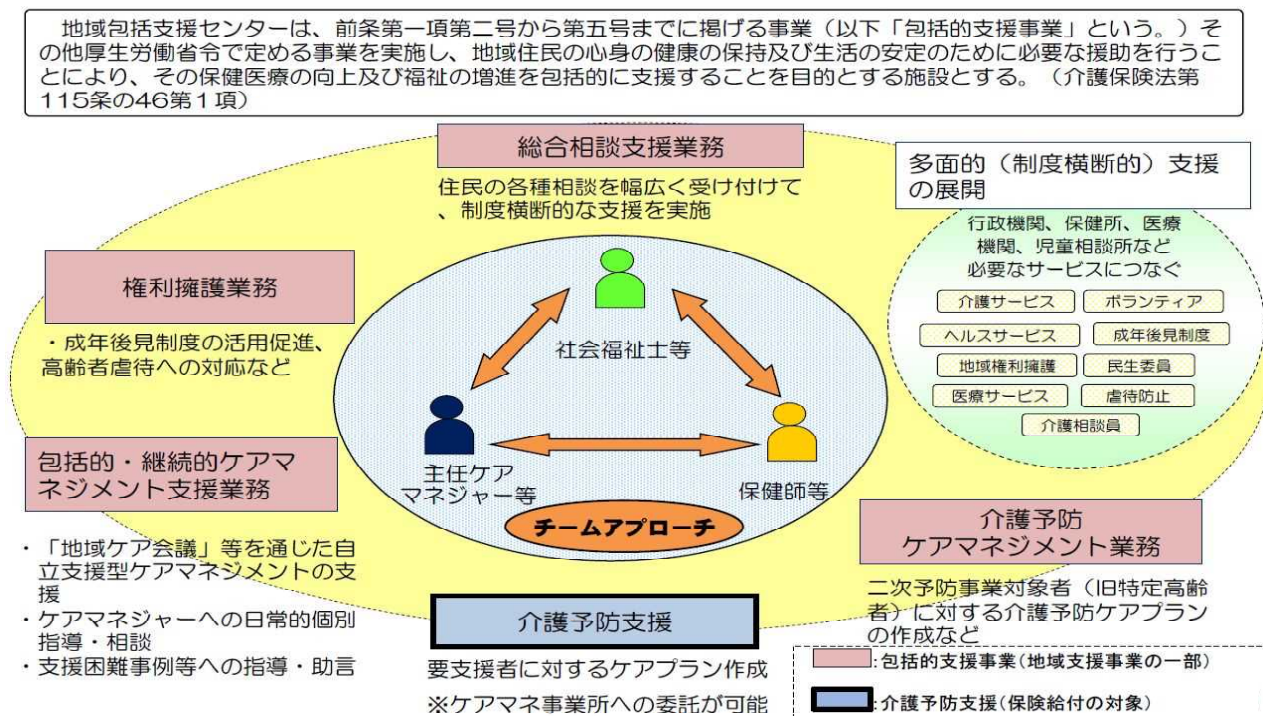 地域包括支援センターは、前条第一項第二号から第五号までに掲げる事業（以下「包括的支援事業」という。）そ
の他厚生労働省令で定める事業を実施し、地域住民の心身の健康の保持及び生活の安定のために必要な援助を行うこ
とにより、その保健医療の向上及び福祉の増進を包括的に支援することを目的とする施設とする。（介護保険法第
115条の46第1項）
総合相談支援業務
住民の各種相談を幅広く受け付けて
、制度横断的な支援を実施
多面的（制度横断的）支援
の展開
行政機関、保健所、医療
機関、児童相談所など
必要なサービスにつなぐ
介護サービス
ボランティア
ヘルスサービス
成年後見制度
地域権利擁護
民生委員
医療サービス
虐待防止
介護相談員
権利擁護業務
・成年後見制度の活用促進、
高齢者虐待への対応など
社会福祉士等
主任ケア
マネジャー等
保健師等
チームアプローチ
包括的・継続的ケアマ
ネジメント支援業務
・「地域ケア会議」等を通じた自
立支援型ケアマネジメントの支
援
・ケアマネジャーへの日常的個別
指導・相談
・支援困難事例等への指導・助言
介護予防支援
要支援者に対するケアプラン作成
※ケアマネ事業所への委託が可能
介護予防
ケアマネジメント業務
二次予防事業対象者（旧特定高齢
者）に対する介護予防ケアプラン
の作成など
:包括的支援事業（地域支援事業の一部）
:介護予防支援（保険給付の対象）